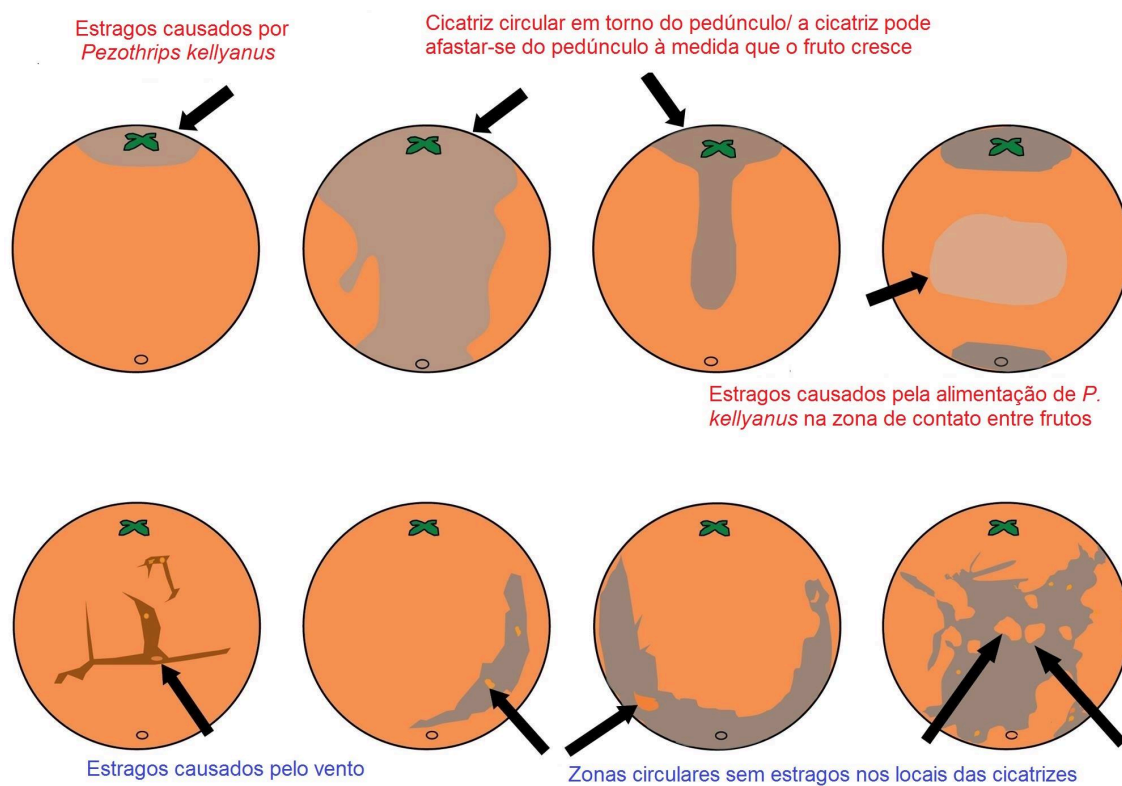 Estragos causados por
Pezothrips kellyanus
Cicatriz circular em torno do pedúnculo/ a cicatriz pode
afastar-se do pedúnculo à medida que o fruto cresce
Estragos causados pela alimentação de P.
kellyanus na zona de contato entre frutos
Estragos causados pelo vento
Zonas circulares sem estragos nos locais das cicatrizes